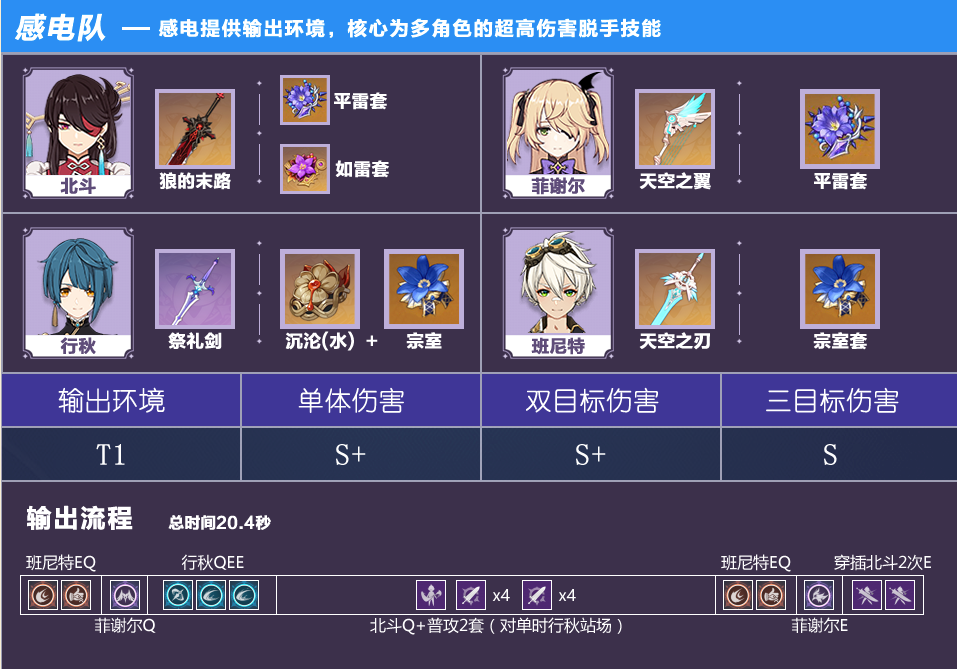 感电队 — 感电提供输出环境，核心为多角色的超高伤害脱手技能
北斗
狼的末路
平雷套
如雷套
菲谢尔
天空之翼
平雷套
行秋
祭礼剑
沉沦(水) + 宗室
班尼特
天空之刃
宗室套
输出环境 单体伤害 双目标伤害 三目标伤害
T1 S+ S+ S
输出流程 总时间20.4秒
班尼特EQ 行秋QEE 班尼特EQ 穿插北斗2次E
x4 x4
菲谢尔Q 北斗Q+普攻2套（对单时行秋站场） 菲谢尔E